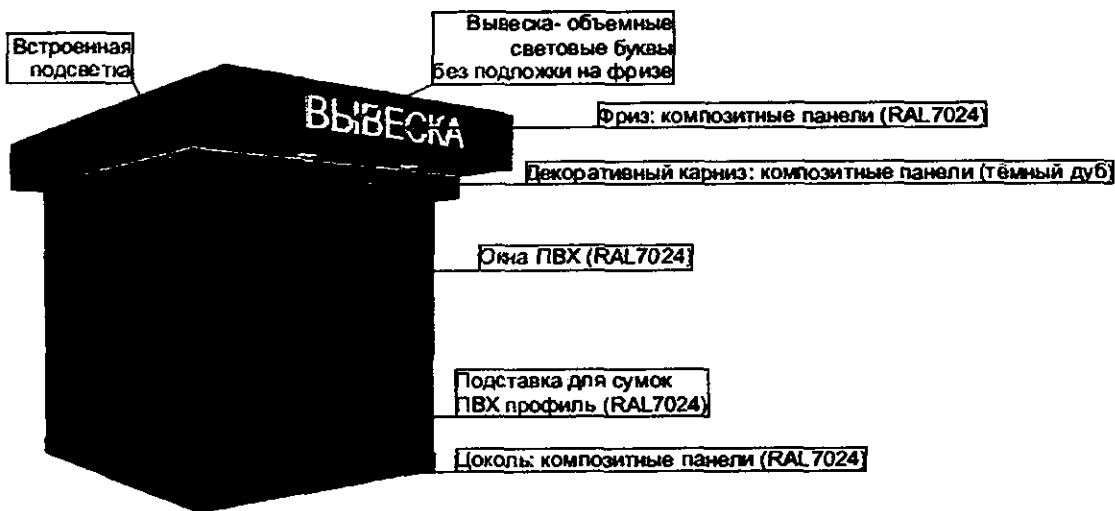 Встроенная
подсветка
Вывеска- объемные
световые буквы
без подложки на фризе
ВЫВЕСКА
Фриз: композитные панели (RAL7024)
Декоративный карниз: композитные панели (тёмный дуб)
Окна ПВХ (RAL7024)
Подставка для сумок
ПВХ профиль (RAL7024)
Цоколь: композитные панели (RAL7024)